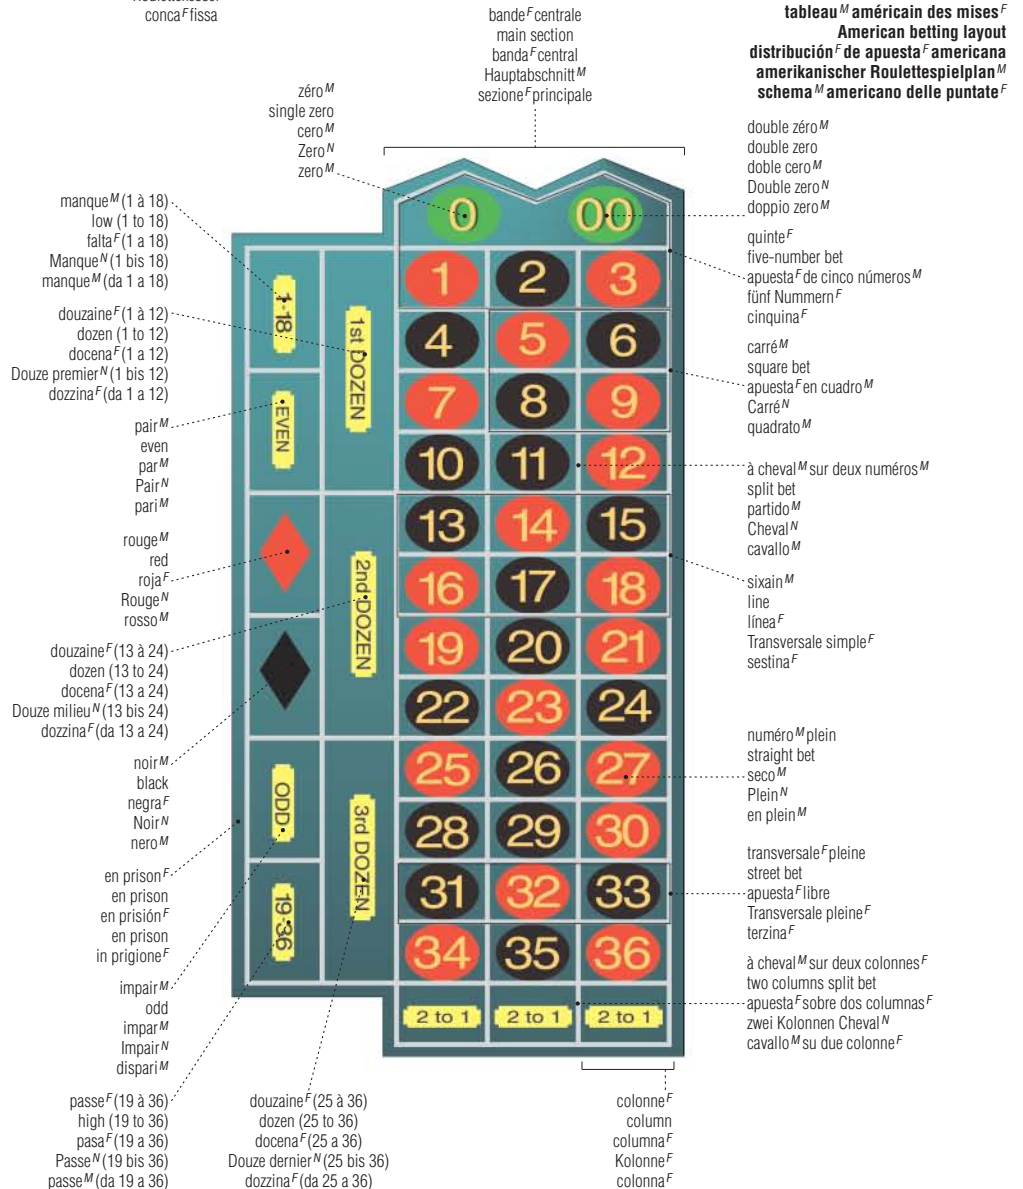 conca F fissa
bande F centrale
main section
banda F central
Hauptabschnitt M
sezione F principale
tableau M américain des mises F
American betting layout
distribución F de apuesta F americana
amerikanischer Roulettespielplan M
schema M americano delle puntate F
zéro M
single zero
cero M
Zero N
zero M
double zéro M
double zero
doble cero M
Double zero N
doppio zero M
manque M (1 à 18)
low (1 to 18)
falta F (1 a 18)
Manque N (1 bis 18)
manque M (da 1 a 18)
quinte F
five-number bet
apuesta F de cinco números M
fünf Nummern F
cinquina F
douzaine F (1 à 12)
dozen (1 to 12)
docena F (1 a 12)
Douze premier N (1 bis 12)
dozzina F (da 1 a 12)
carré M
square bet
apuesta F en cuadro M
Carré N
quadrato M
pair M
even
par M
Pair N
pari M
à cheval M sur deux numéros M
split bet
partido M
Cheval N
cavallo M
rouge M
red
roja F
Rouge N
rosso M
sixain M
line
línea F
Transversale simple F
sestina F
douzaine F (13 à 24)
dozen (13 to 24)
docena F (13 a 24)
Douze milieu N (13 bis 24)
dozzina F (da 13 a 24)
numéro M plein
straight bet
seco M
Plein N
en plein M
noir M
black
negra F
Noir N
nero M
transversale F pleine
street bet
apuesta F libre
Transversale pleine F
terzina F
en prison F
en prison
en prisión F
en prison
in prigione F
à cheval M sur deux colonnes F
two columns split bet
apuesta F sobre dos columnas F
zwei Kolonnen Cheval N
cavallo M su due colonne F
impair M
odd
impar M
Impair N
dispari M
passe F (19 à 36)
high (19 to 36)
pasa F (19 a 36)
Passe N (19 bis 36)
passe M (da 19 a 36)
douzaine F (25 à 36)
dozen (25 to 36)
docena F (25 a 36)
Douze dernier N (25 bis 36)
dozzina F (da 25 a 36)
colonne F
column
columna F
Kolonne F
colonna F
0 00
1 2 3
4 5 6
7 8 9
10 11 12
13 14 15
16 17 18
19 20 21
22 23 24
25 26 27
28 29 30
31 32 33
34 35 36
2 to 1 2 to 1 2 to 1
1-18
EVEN
ODD
19-36
1st DOZEN
2nd DOZEN
3rd DOZEN